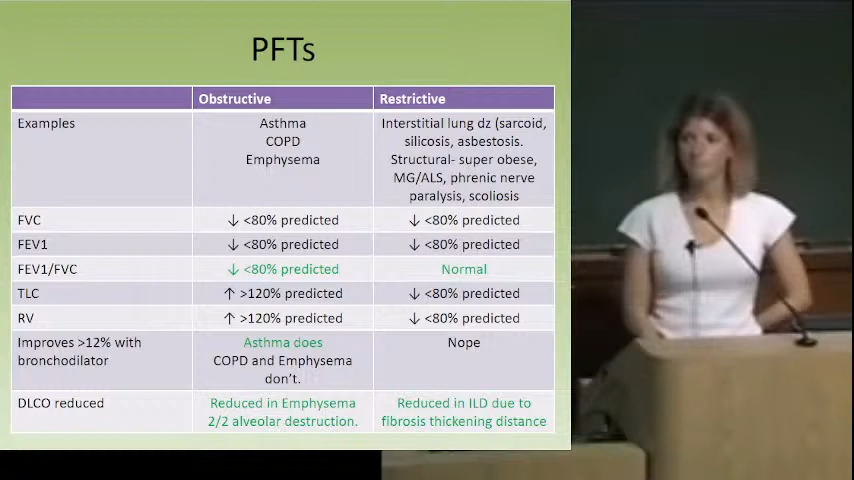 PFTs
Obstructive Restrictive
Examples Asthma Interstitial lung dz (sarcoid,
COPD silicosis, asbestosis.
Emphysema Structural- super obese,
MG/ALS, phrenic nerve
paralysis, scoliosis
FVC ↓ <80% predicted ↓ <80% predicted
FEV1 ↓ <80% predicted ↓ <80% predicted
FEV1/FVC ↓ <80% predicted Normal
TLC ↑ >120% predicted ↓ <80% predicted
RV ↑ >120% predicted ↓ <80% predicted
Improves >12% with Asthma does Nope
bronchodilator COPD and Emphysema
don't.
DLCO reduced Reduced in Emphysema Reduced in ILD due to
2/2 alveolar destruction. fibrosis thickening distance